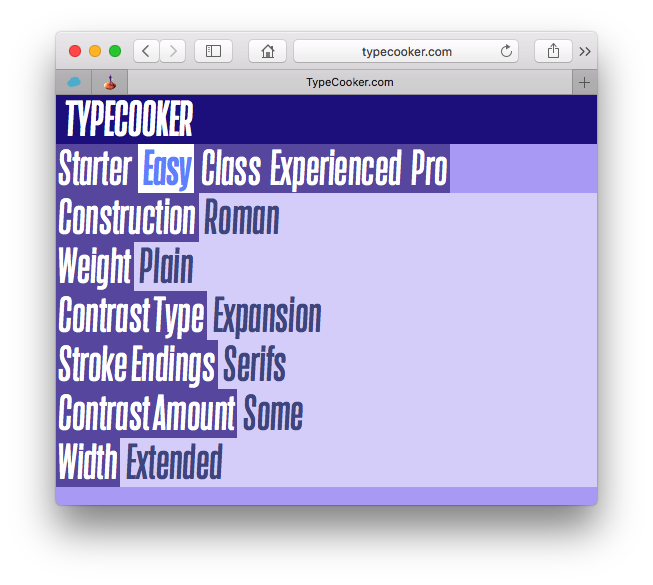 typecooker.com
TypeCooker.com
TYPECOOKER
Starter Easy Class Experienced Pro
Construction Roman
Weight Plain
Contrast Type Expansion
Stroke Endings Serifs
Contrast Amount Some
Width Extended